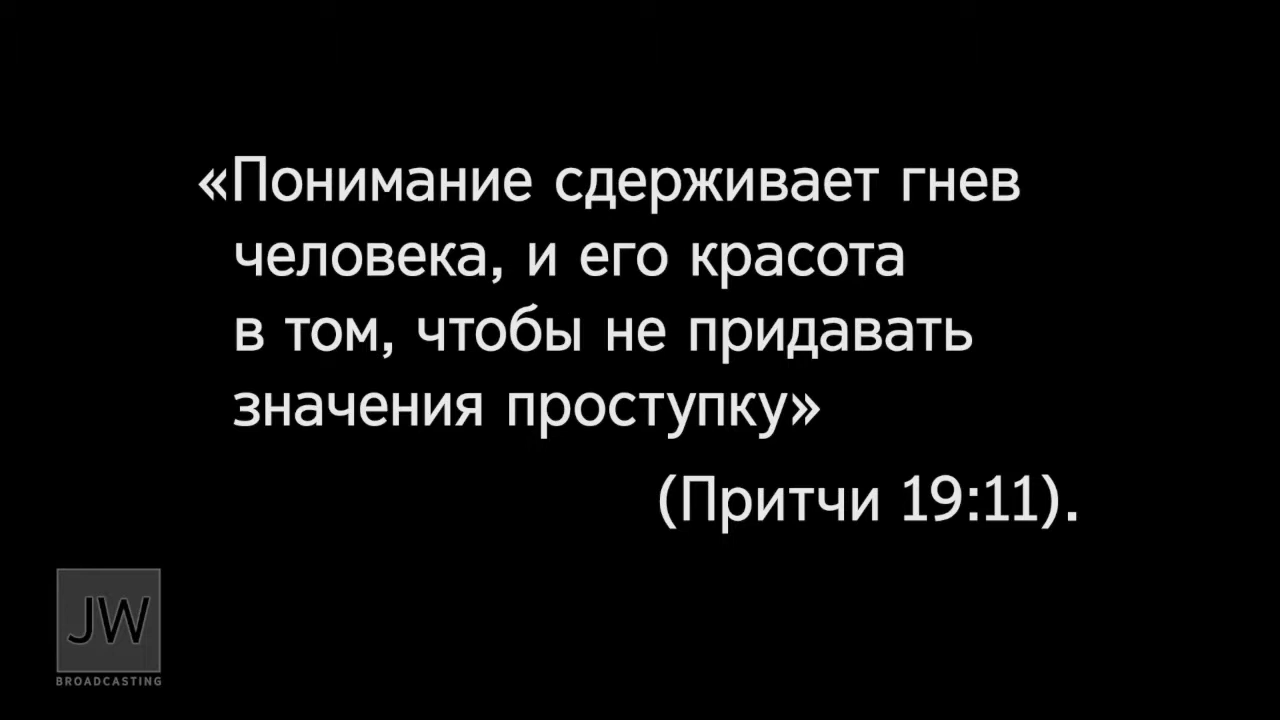 «Понимание сдерживает гнев
человека, и его красота
в том, чтобы не придавать
значения проступку»
(Притчи 19:11).
JW
BROADCASTING